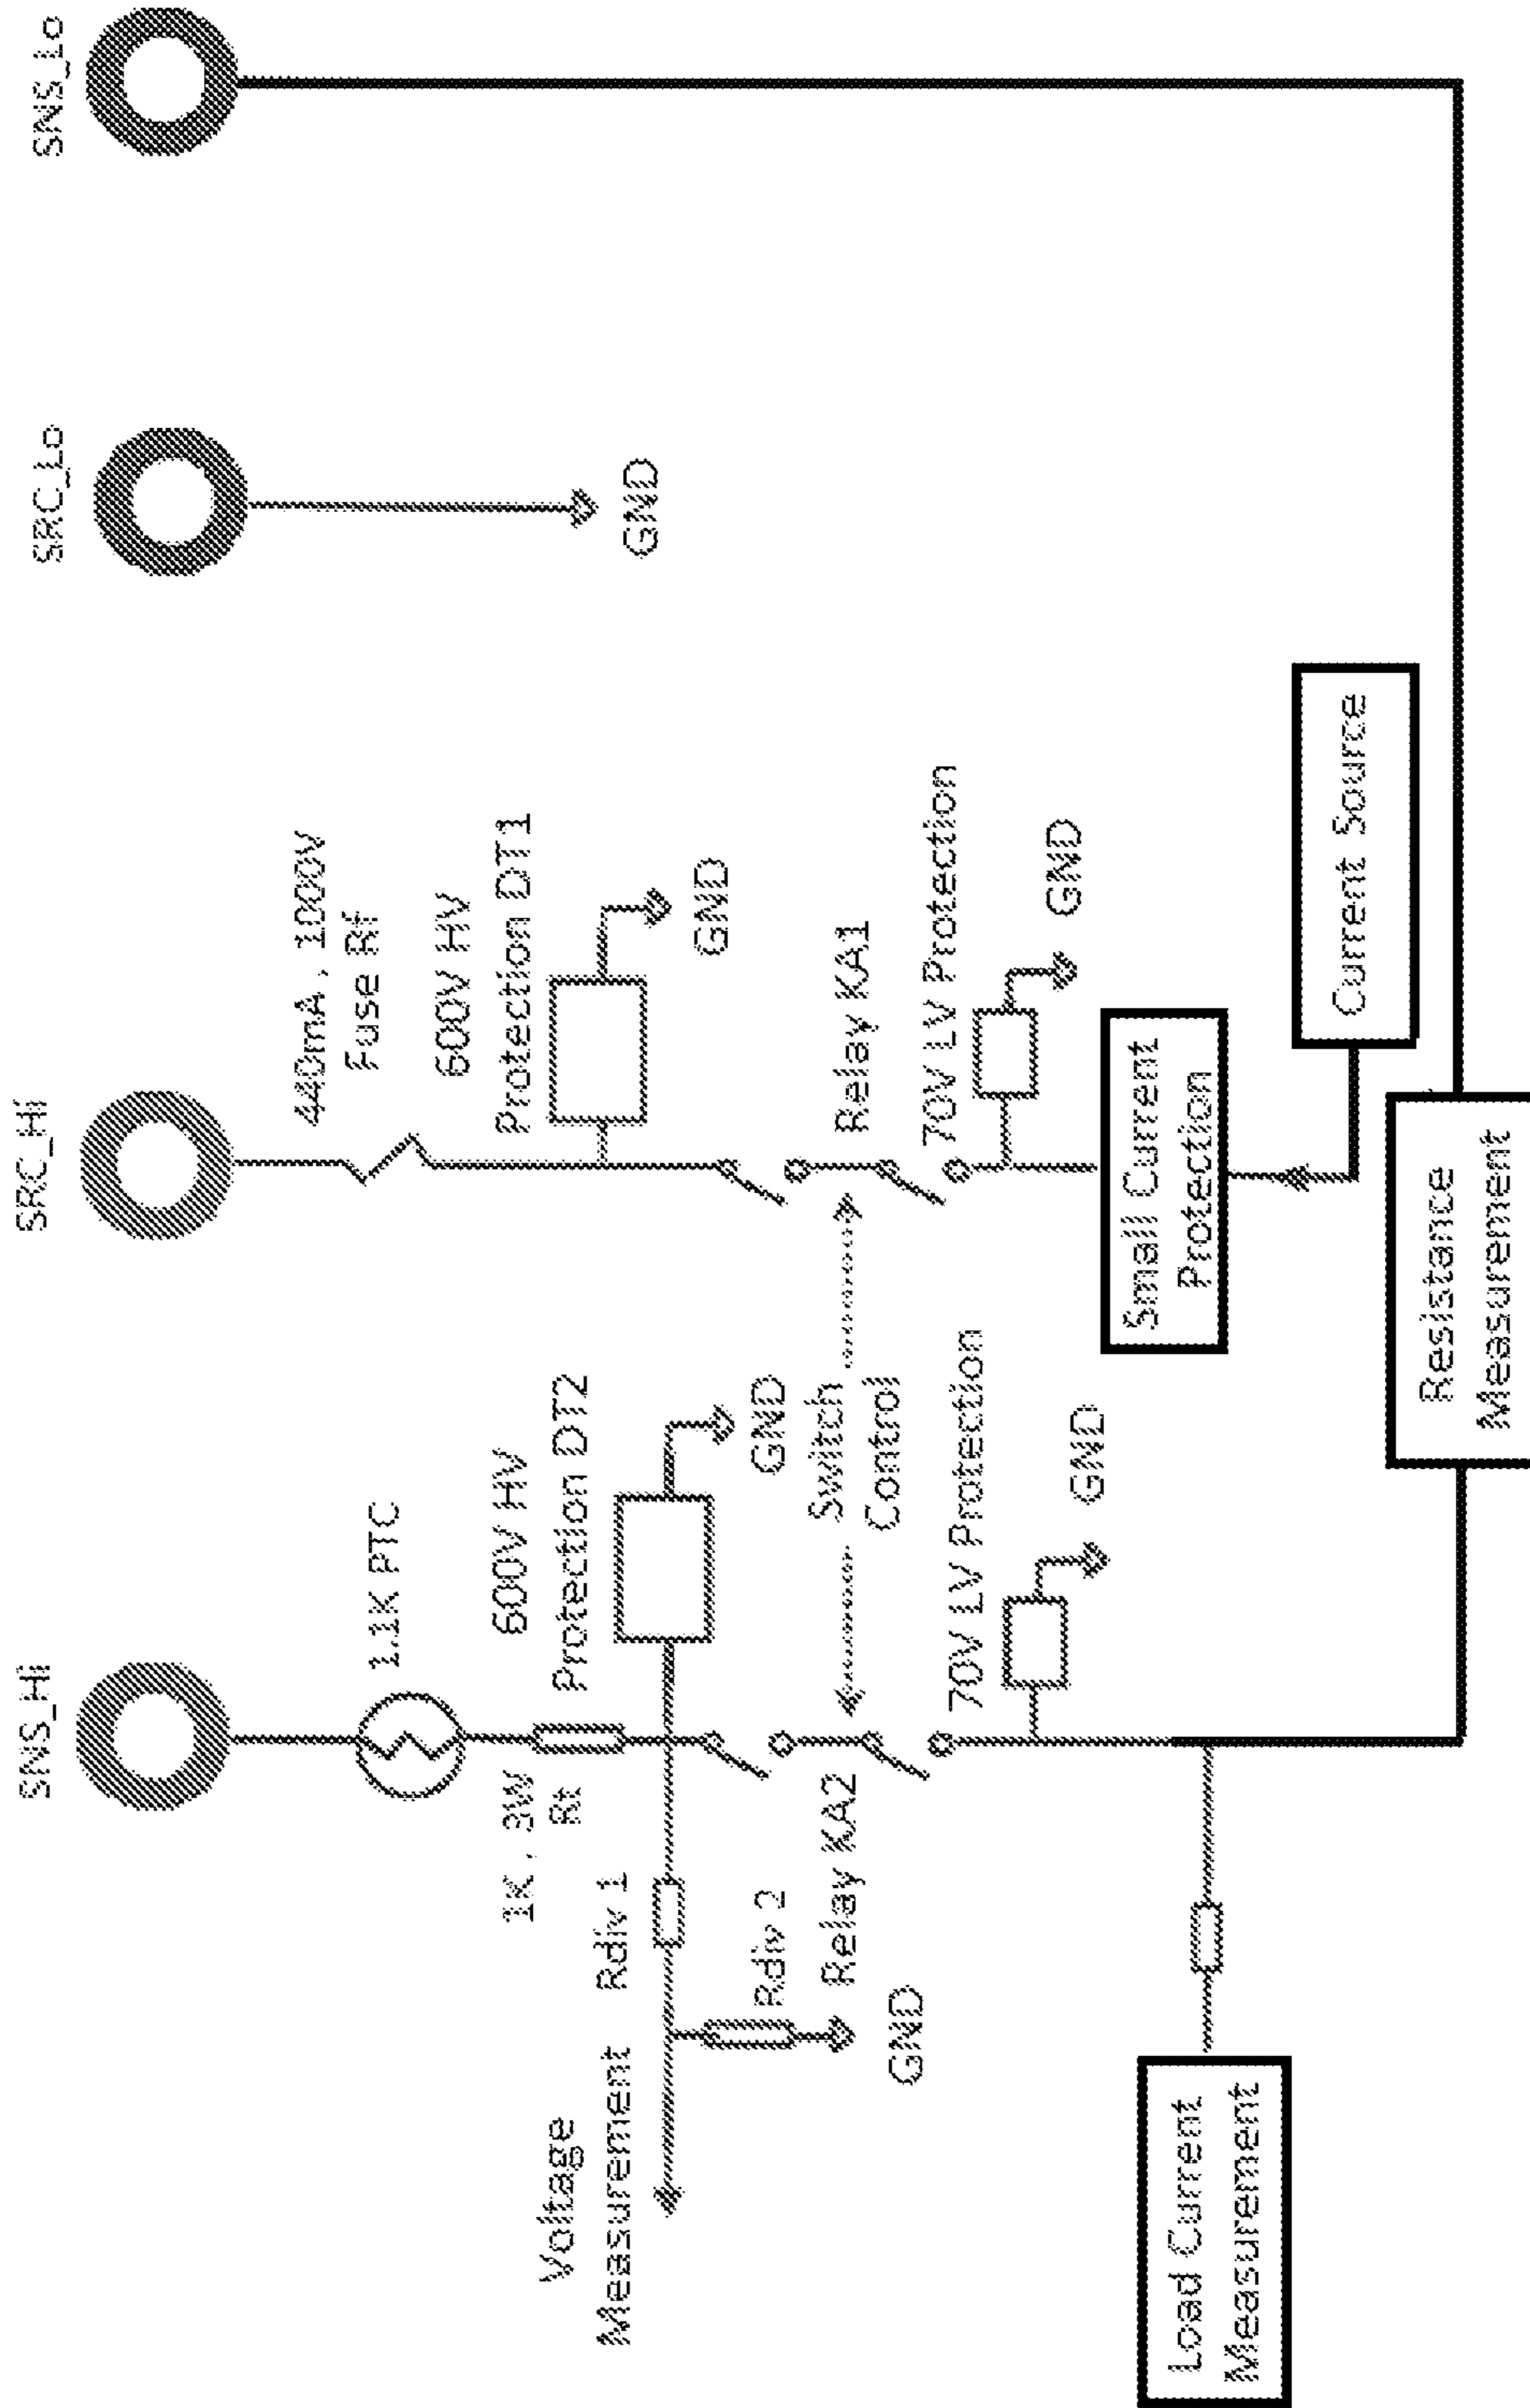 SNS_Hi
SRC_Hi
SRC_Lo
SNS_Lo
1.1K PTC
440mA, 1000V
Fuse Rf
1K, 3W
Rt
600V HV
Protection DT2
600V HV
Protection DT1
GND
Voltage
Measurement
Rdiv 1
GND
GND
Rdiv 2
Relay KA2
Switch
Control
Relay KA1
GND
70V LV Protection
70V LV Protection
GND
GND
Load Current
Measurement
Small Current
Protection
Current Source
Resistance
Measurement